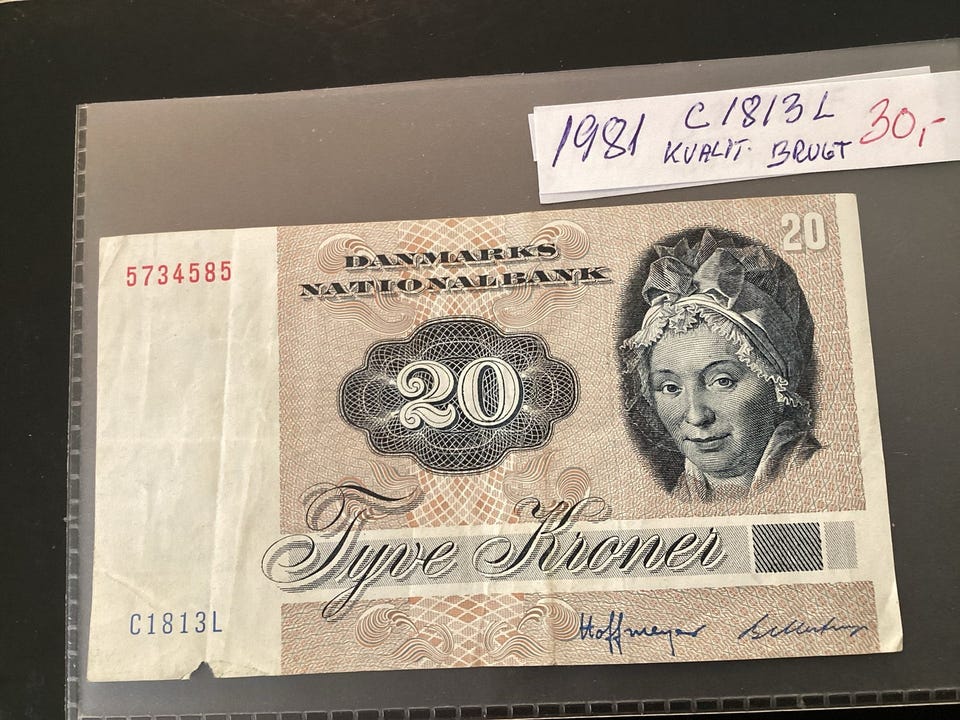 1981 C1813L 30,-
KVALIT. BRUGT
5734585
DANMARKS
NATIONALBANK
20
20
Tyve Kroner
C1813L
Hoffmeyer